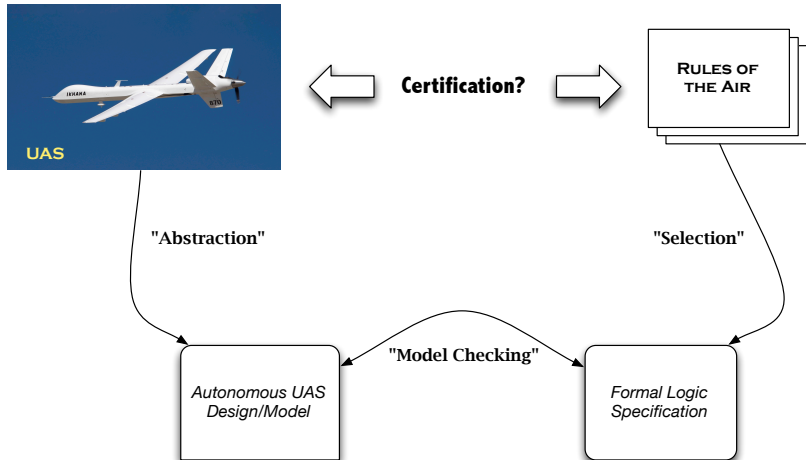 IKHANA
870
UAS
Certification?
RULES OF
THE AIR
"Abstraction"
"Selection"
"Model Checking"
Autonomous UAS
Design/Model
Formal Logic
Specification